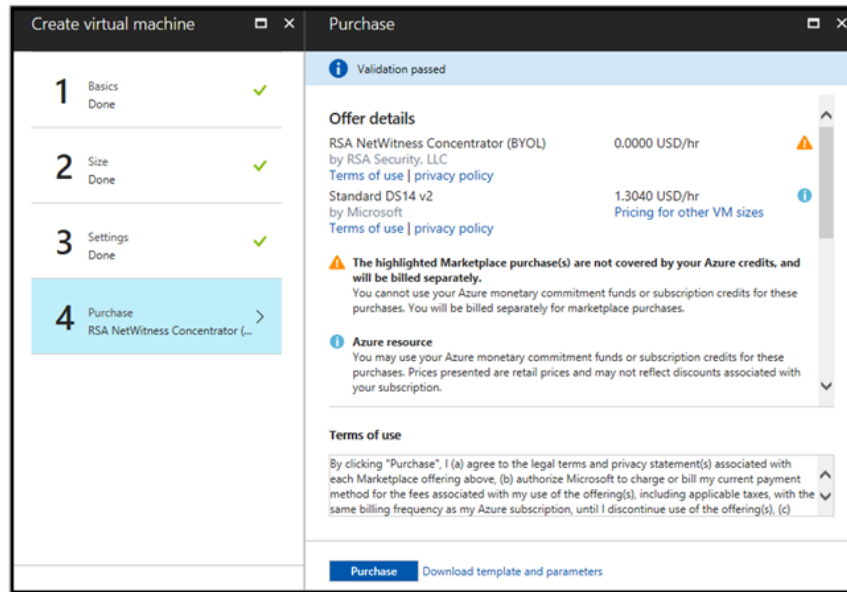 Create virtual machine
1
Basics
Done
2
Size
Done
3
Settings
Done
4
Purchase
RSA NetWitness Concentrator (...
Purchase
Validation passed
Offer details
RSA NetWitness Concentrator (BYOL) 0.0000 USD/hr
by RSA Security, LLC
Terms of use | privacy policy
Standard DS14 v2 1.3040 USD/hr
by Microsoft Pricing for other VM sizes
Terms of use | privacy policy
The highlighted Marketplace purchase(s) are not covered by your Azure credits, and
will be billed separately.
You cannot use your Azure monetary commitment funds or subscription credits for these
purchases. You will be billed separately for marketplace purchases.
Azure resource
You may use your Azure monetary commitment funds or subscription credits for these
purchases. Prices presented are retail prices and may not reflect discounts associated with
your subscription.
Terms of use
By clicking "Purchase", I (a) agree to the legal terms and privacy statement(s) associated with
each Marketplace offering above, (b) authorize Microsoft to charge or bill my current payment
method for the fees associated with my use of the offering(s), including applicable taxes, with the
same billing frequency as my Azure subscription, until I discontinue use of the offering(s), (c)
Purchase Download template and parameters